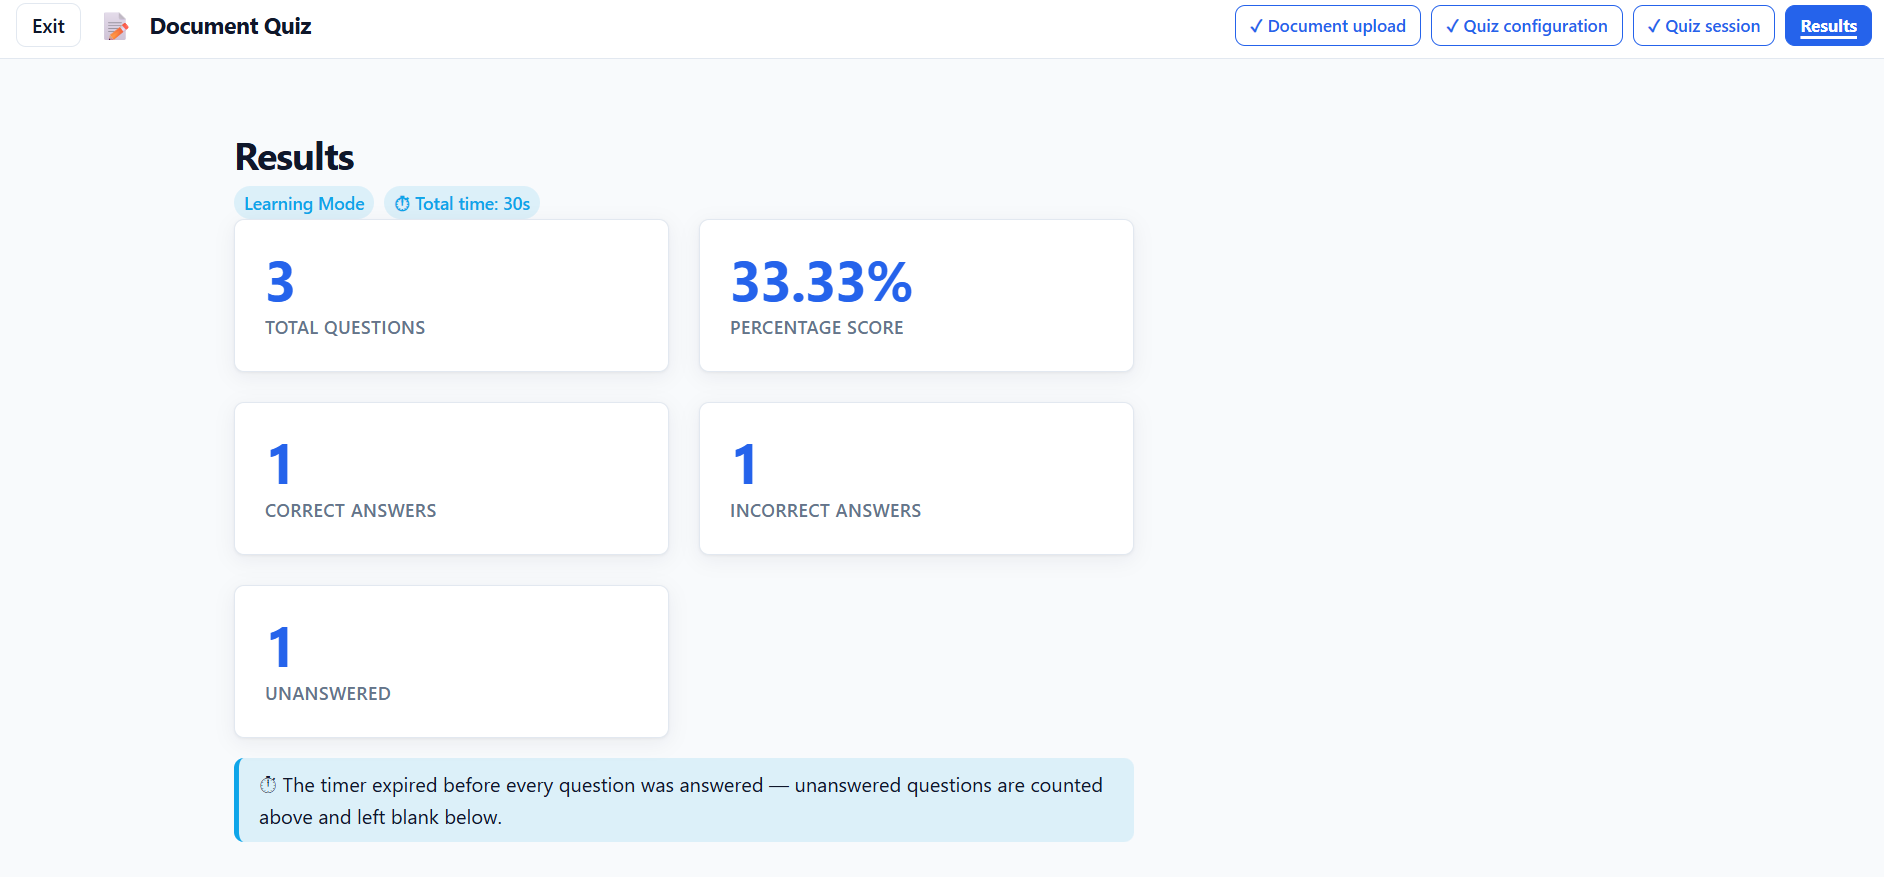 Exit
Document Quiz
✓ Document upload
✓ Quiz configuration
✓ Quiz session
Results
Results
Learning Mode
⏱ Total time: 30s
3
TOTAL QUESTIONS
33.33%
PERCENTAGE SCORE
1
CORRECT ANSWERS
1
INCORRECT ANSWERS
1
UNANSWERED
⏱ The timer expired before every question was answered — unanswered questions are counted
above and left blank below.